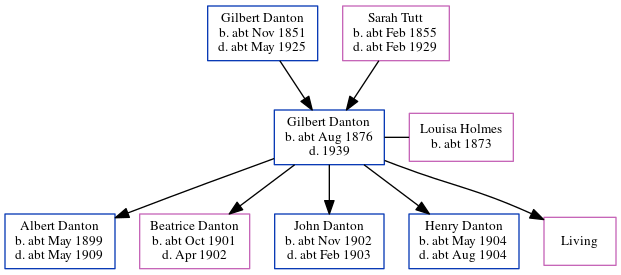 Gilbert Danton
b. abt Nov 1851
d. abt May 1925
Sarah Tutt
b. abt Feb 1855
d. abt Feb 1929
Gilbert Danton
b. abt Aug 1876
d. 1939
Louisa Holmes
b. abt 1873
Albert Danton
b. abt May 1899
d. abt May 1909
Beatrice Danton
b. abt Oct 1901
d. Apr 1902
John Danton
b. abt Nov 1902
d. abt Feb 1903
Henry Danton
b. abt May 1904
d. abt Aug 1904
Living